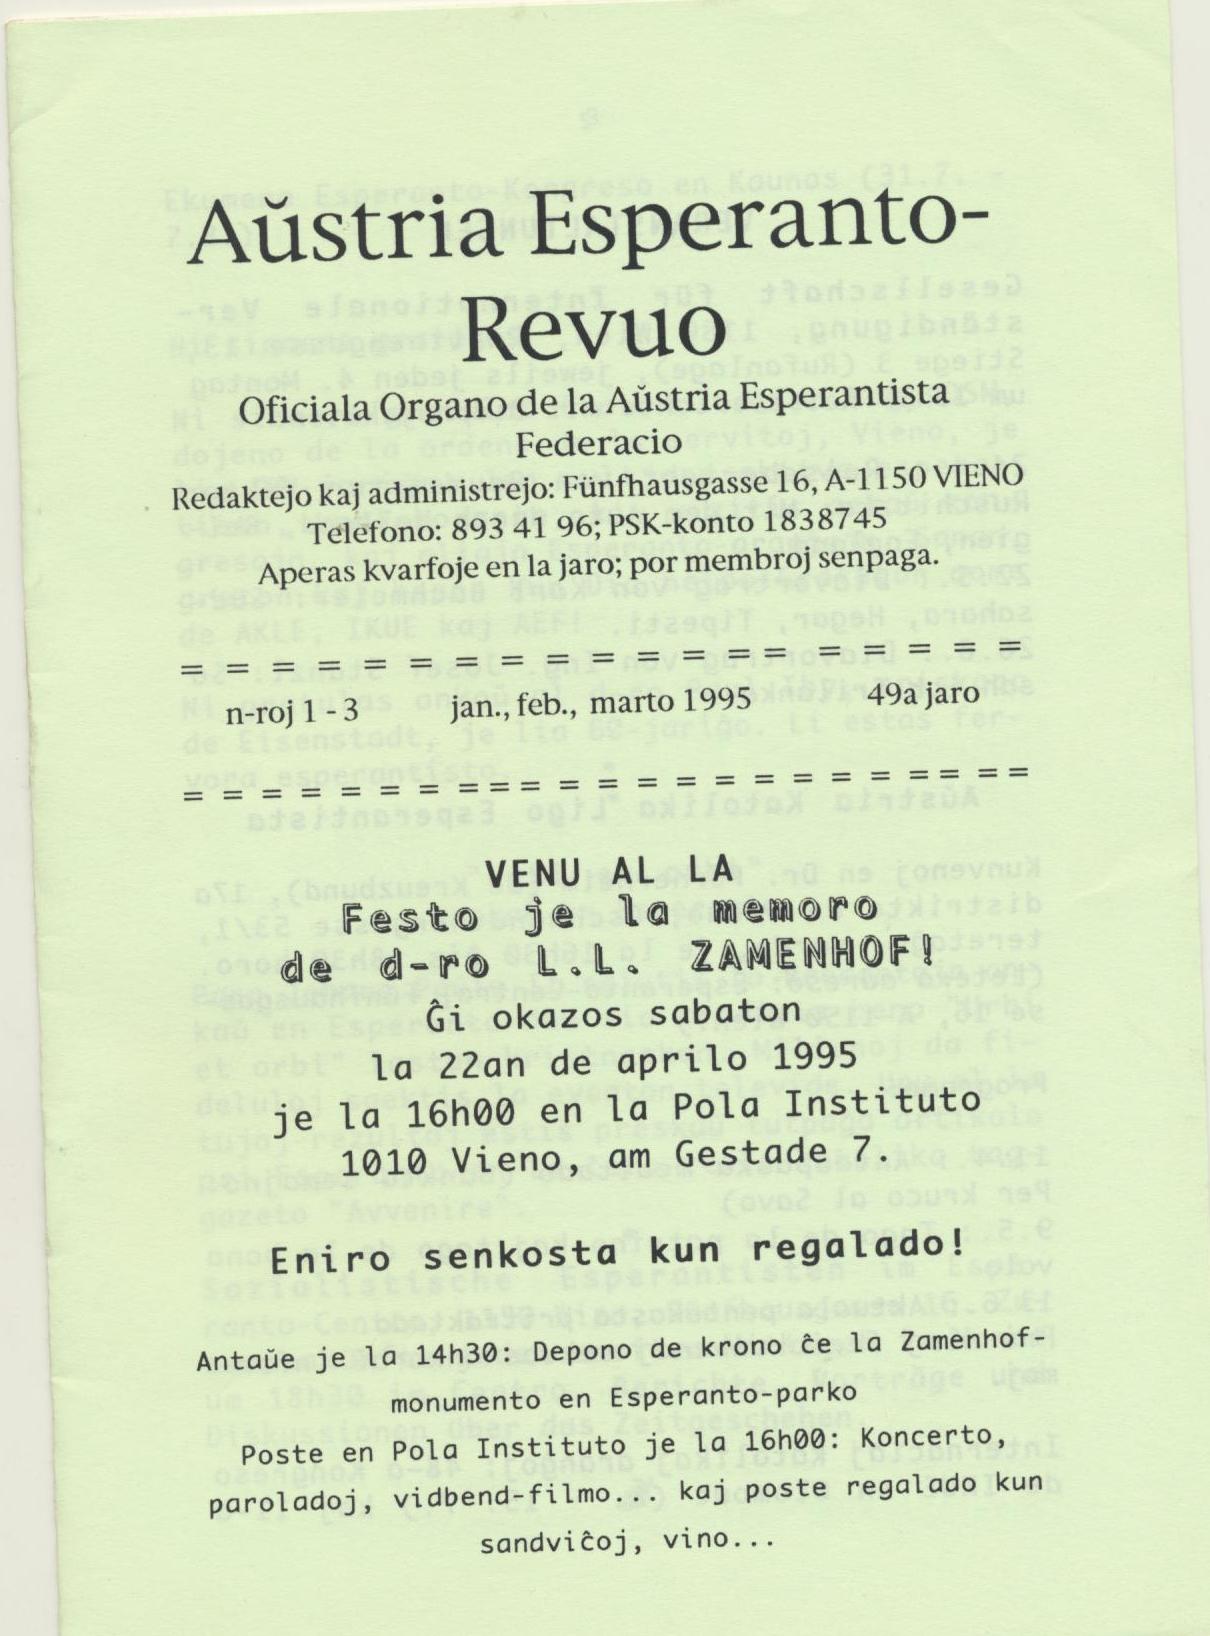 Aŭstria Esperanto-
Revuo
Oficiala Organo de la Aŭstria Esperantista
Federacio
Redaktejo kaj administrejo: Fünfhausgasse 16, A-1150 VIENO
Telefono: 893 41 96; PSK-konto 1838745
Aperas kvarfoje en la jaro; por membroj senpaga.
= = = = = = = = = = = = = = = = = = =
n-roj 1 - 3 jan., feb., marto 1995 49a jaro
= = = = = = = = = = = = = = = = = = = = = =
VENU AL LA
Festo je la memoro
de d-ro L.L. ZAMENHOF!
Ĝi okazos sabaton
la 22an de aprilo 1995
je la 16h00 en la Pola Instituto
1010 Vieno, am Gestade 7.
Eniro senkosta kun regalado!
Antaŭe je la 14h30: Depono de krono ĉe la Zamenhof-
monumento en Esperanto-parko
Poste en Pola Instituto je la 16h00: Koncerto,
paroladoj, vidbend-filmo... kaj poste regalado kun
sandviĉoj, vino...